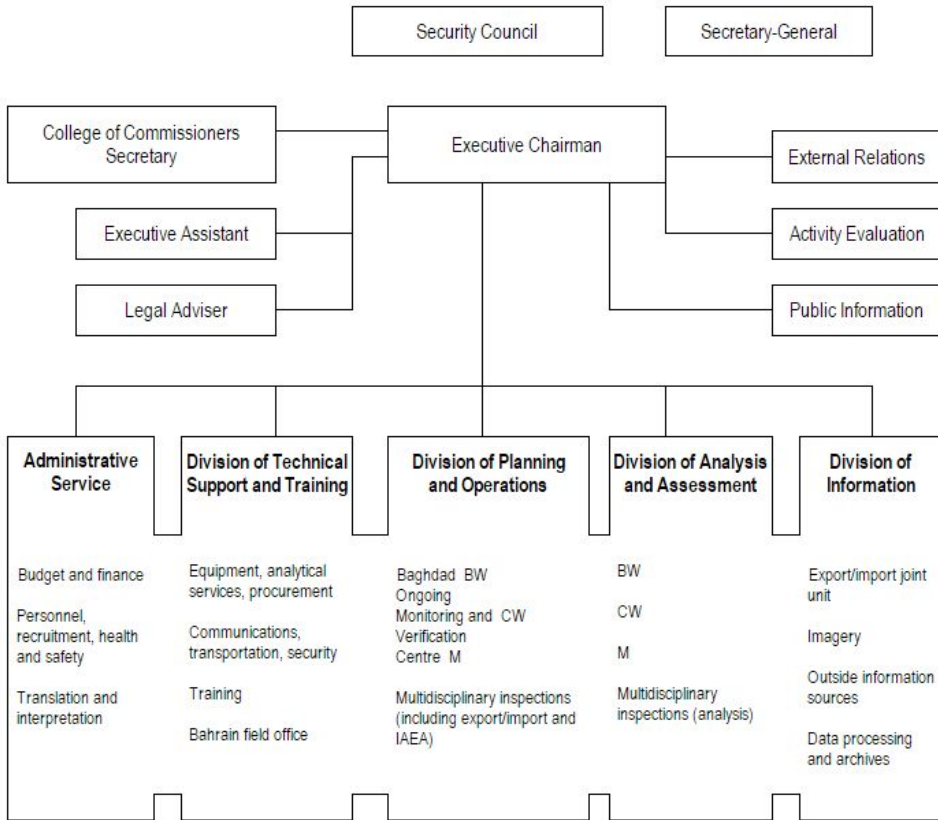 Security Council
Secretary-General
College of Commissioners
Secretary
Executive Chairman
External Relations
Executive Assistant
Activity Evaluation
Legal Adviser
Public Information
Administrative
Service
Budget and finance
Personnel,
recruitment, health
and safety
Translation and
interpretation
Division of Technical
Support and Training
Equipment, analytical
services, procurement
Communications,
transportation, security
Training
Bahrain field office
Division of Planning
and Operations
Baghdad BW
Ongoing
Monitoring and CW
Verification
Centre M
Multidisciplinary inspections
(including export/import and
IAEA)
Division of Analysis
and Assessment
BW
CW
M
Multidisciplinary
inspections (analysis)
Division of
Information
Export/import joint
unit
Imagery
Outside information
sources
Data processing
and archives